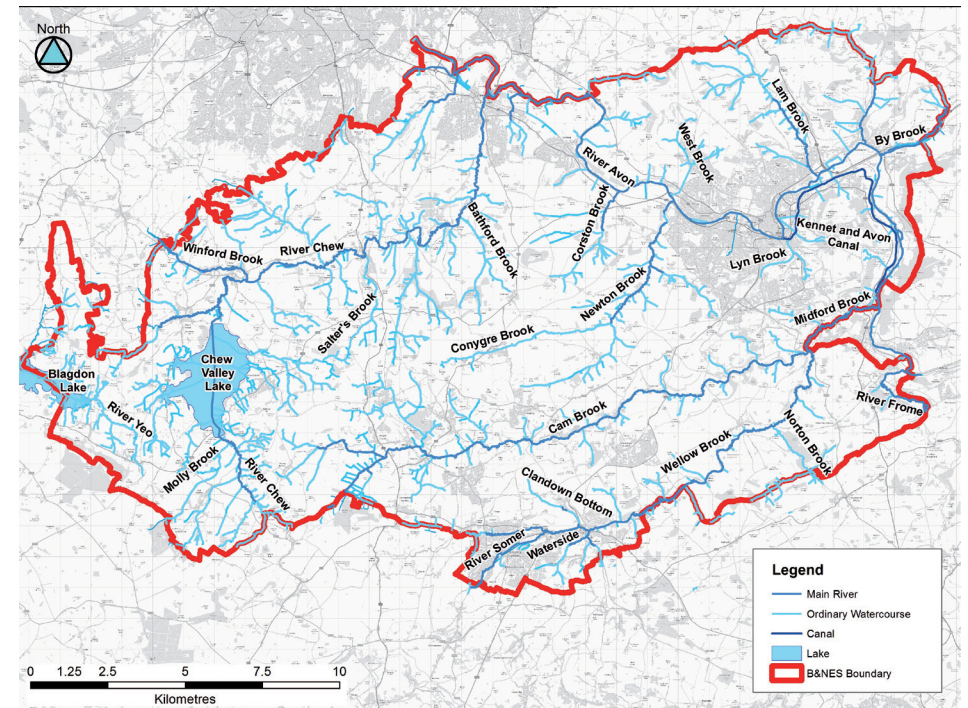 North
Lam Brook
By Brook
West Brook
River Avon
Bathford Brook
Corston Brook
Kennet and Avon
Canal
Winford Brook
River Chew
Lyn Brook
Newton Brook
Midford Brook
Salter's Brook
Conygre Brook
Chew
Valley
Lake
Blagdon
Lake
River Yeo
River Frome
Cam Brook
Norton Brook
Wellow Brook
Molly Brook
River Chew
Clandown Bottom
River Somer
Waterside
Legend
Main River
Ordinary Watercourse
Canal
Lake
B&NES Boundary
0 1.25 2.5 5 7.5 10
Kilometres